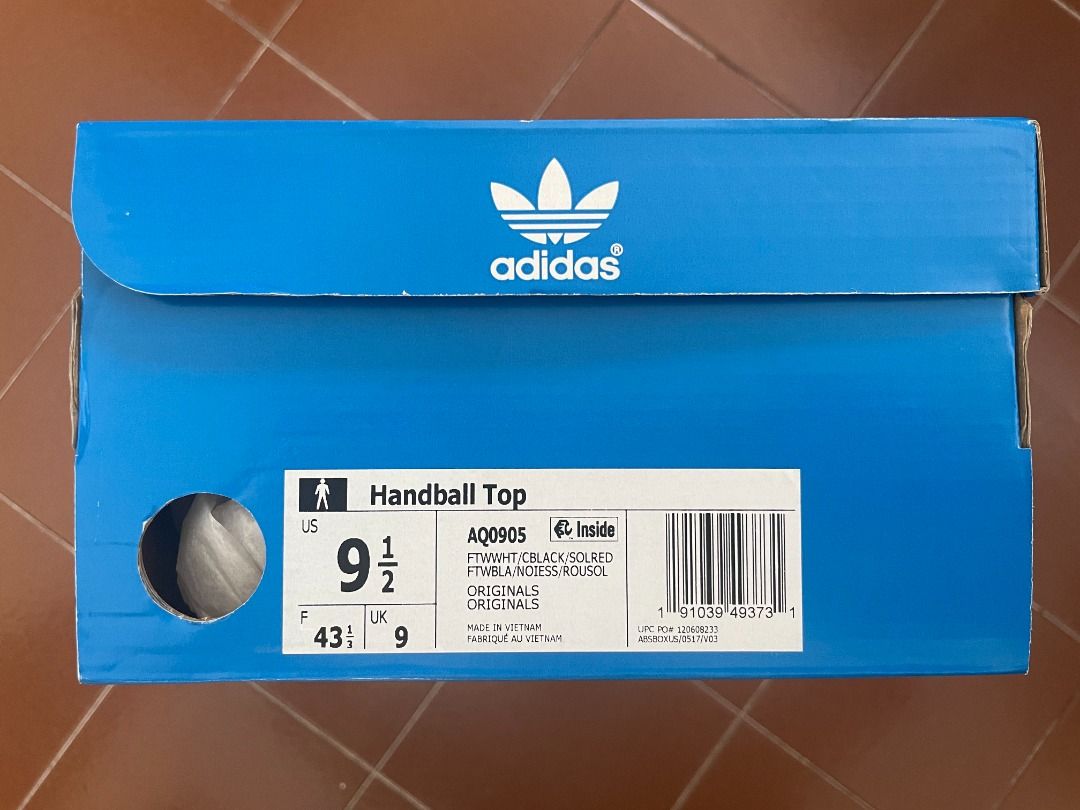 adidas®
Handball Top
US
9 1/2
F
43 1/3
UK
9
AQ0905
Inside
FTWWHT/CBLACK/SOLRED
FTWBLA/NOIESS/ROUSOL
ORIGINALS
ORIGINALS
MADE IN VIETNAM
FABRIQUÉ AU VIETNAM
1 91039 49373 1
UPC PO# 120608233
ABSBOXUS/0517/V03